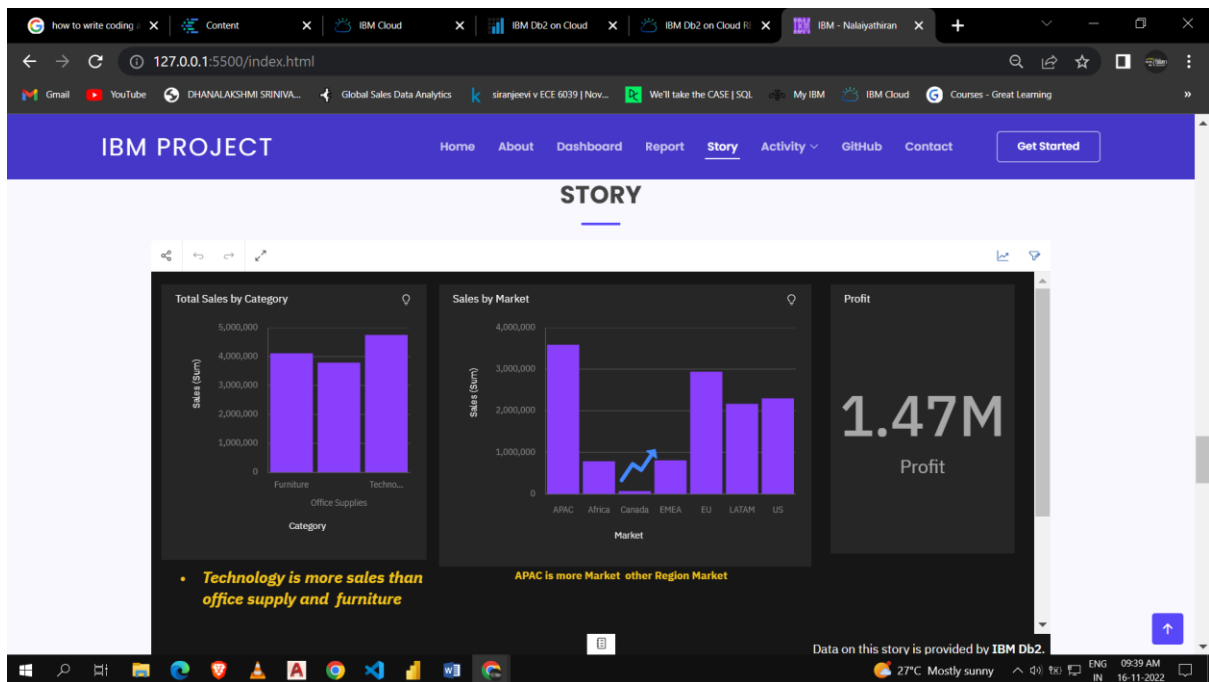 how to write coding a
Content
IBM Cloud
IBM Db2 on Cloud
IBM Db2 on Cloud RE
IBM - Nalaiyathiran
127.0.0.1:5500/index.html
Gmail
YouTube
DHANALAKSHMI SRINIVA...
Global Sales Data Analytics
siranjeevi v ECE 6039 | Nov...
We'll take the CASE | SQL
My IBM
IBM Cloud
Courses - Great Learning
»
IBM PROJECT
Home
About
Dashboard
Report
Story
Activity
GitHub
Contact
Get Started
STORY
Total Sales by Category
5,000,000
4,000,000
3,000,000
2,000,000
1,000,000
0
Sales (Sum)
Furniture
Techno...
Office Supplies
Category
Sales by Market
4,000,000
3,000,000
2,000,000
1,000,000
0
Sales (Sum)
APAC
Africa
Canada
EMEA
EU
LATAM
US
Market
Profit
1.47M
Profit
• Technology is more sales than
office supply and furniture
APAC is more Market other Region Market
Data on this story is provided by IBM Db2.
27°C Mostly sunny
ENG
IN
09:39 AM
16-11-2022